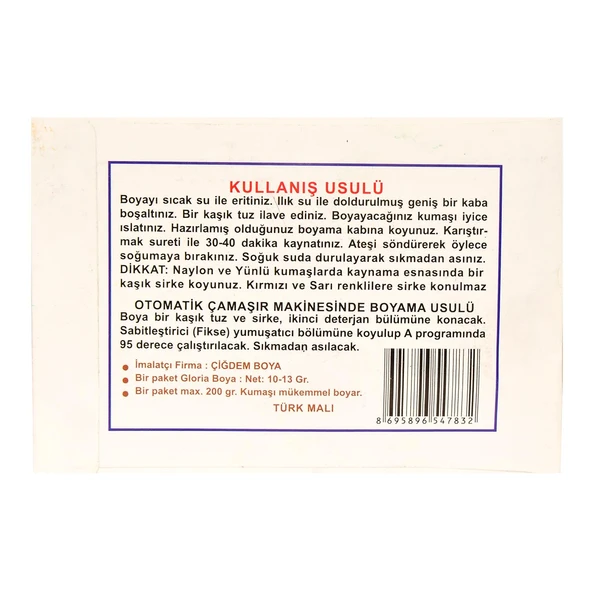 KULLANIŞ USULÜ
Boyayı sıcak su ile eritiniz. Ilık su ile doldurulmuş geniş bir kaba
boşaltınız. Bir kaşık tuz ilave ediniz. Boyayacağınız kumaşı iyice
ıslatınız. Hazırlamış olduğunuz boyama kabına koyunuz. Karıştır-
mak sureti ile 30-40 dakika kaynatınız. Ateşi söndürerek öylece
soğumaya bırakınız. Soğuk suda durulayarak sıkmadan asınız.
DİKKAT: Naylon ve Yünlü kumaşlarda kaynama esnasında bir
kaşık sirke koyunuz. Kırmızı ve Sarı renklilere sirke konulmaz
OTOMATİK ÇAMAŞIR MAKİNESİNDE BOYAMA USULÜ
Boya bir kaşık tuz ve sirke, ikinci deterjan bülümüne konacak.
Sabitleştirici (Fikse) yumuşatıcı bölümüne koyulup A programında
95 derece çalıştırılacak. Sıkmadan asılacak.
• İmalatçı Firma : ÇİĞDEM BOYA
• Bir paket Gloria Boya : Net: 10-13 Gr.
• Bir paket max. 200 gr. Kumaşı mükemmel boyar.
TÜRK MALI
8 695896 547832